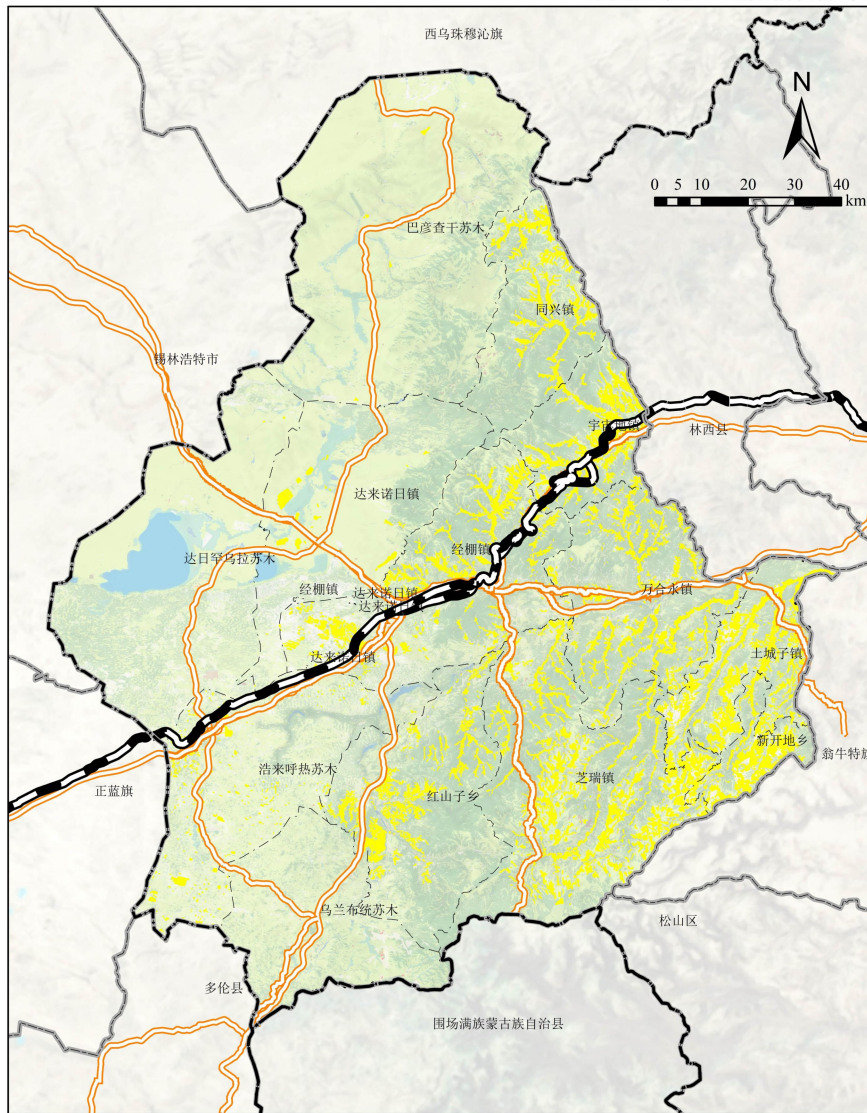 西乌珠穆沁旗
N
0 5 10 20 30 40
km
巴彦查干苏木
同兴镇
锡林浩特市
林西县
达来诺日镇
经棚镇
达日罕乌拉苏木
经棚镇
达来诺日镇
万合永镇
达来诺日镇
土城子镇
新开地乡
翁牛特旗
浩来呼热苏木
正蓝旗
红山子乡
芝瑞镇
乌兰布统苏木
松山区
多伦县
围场满族蒙古族自治县